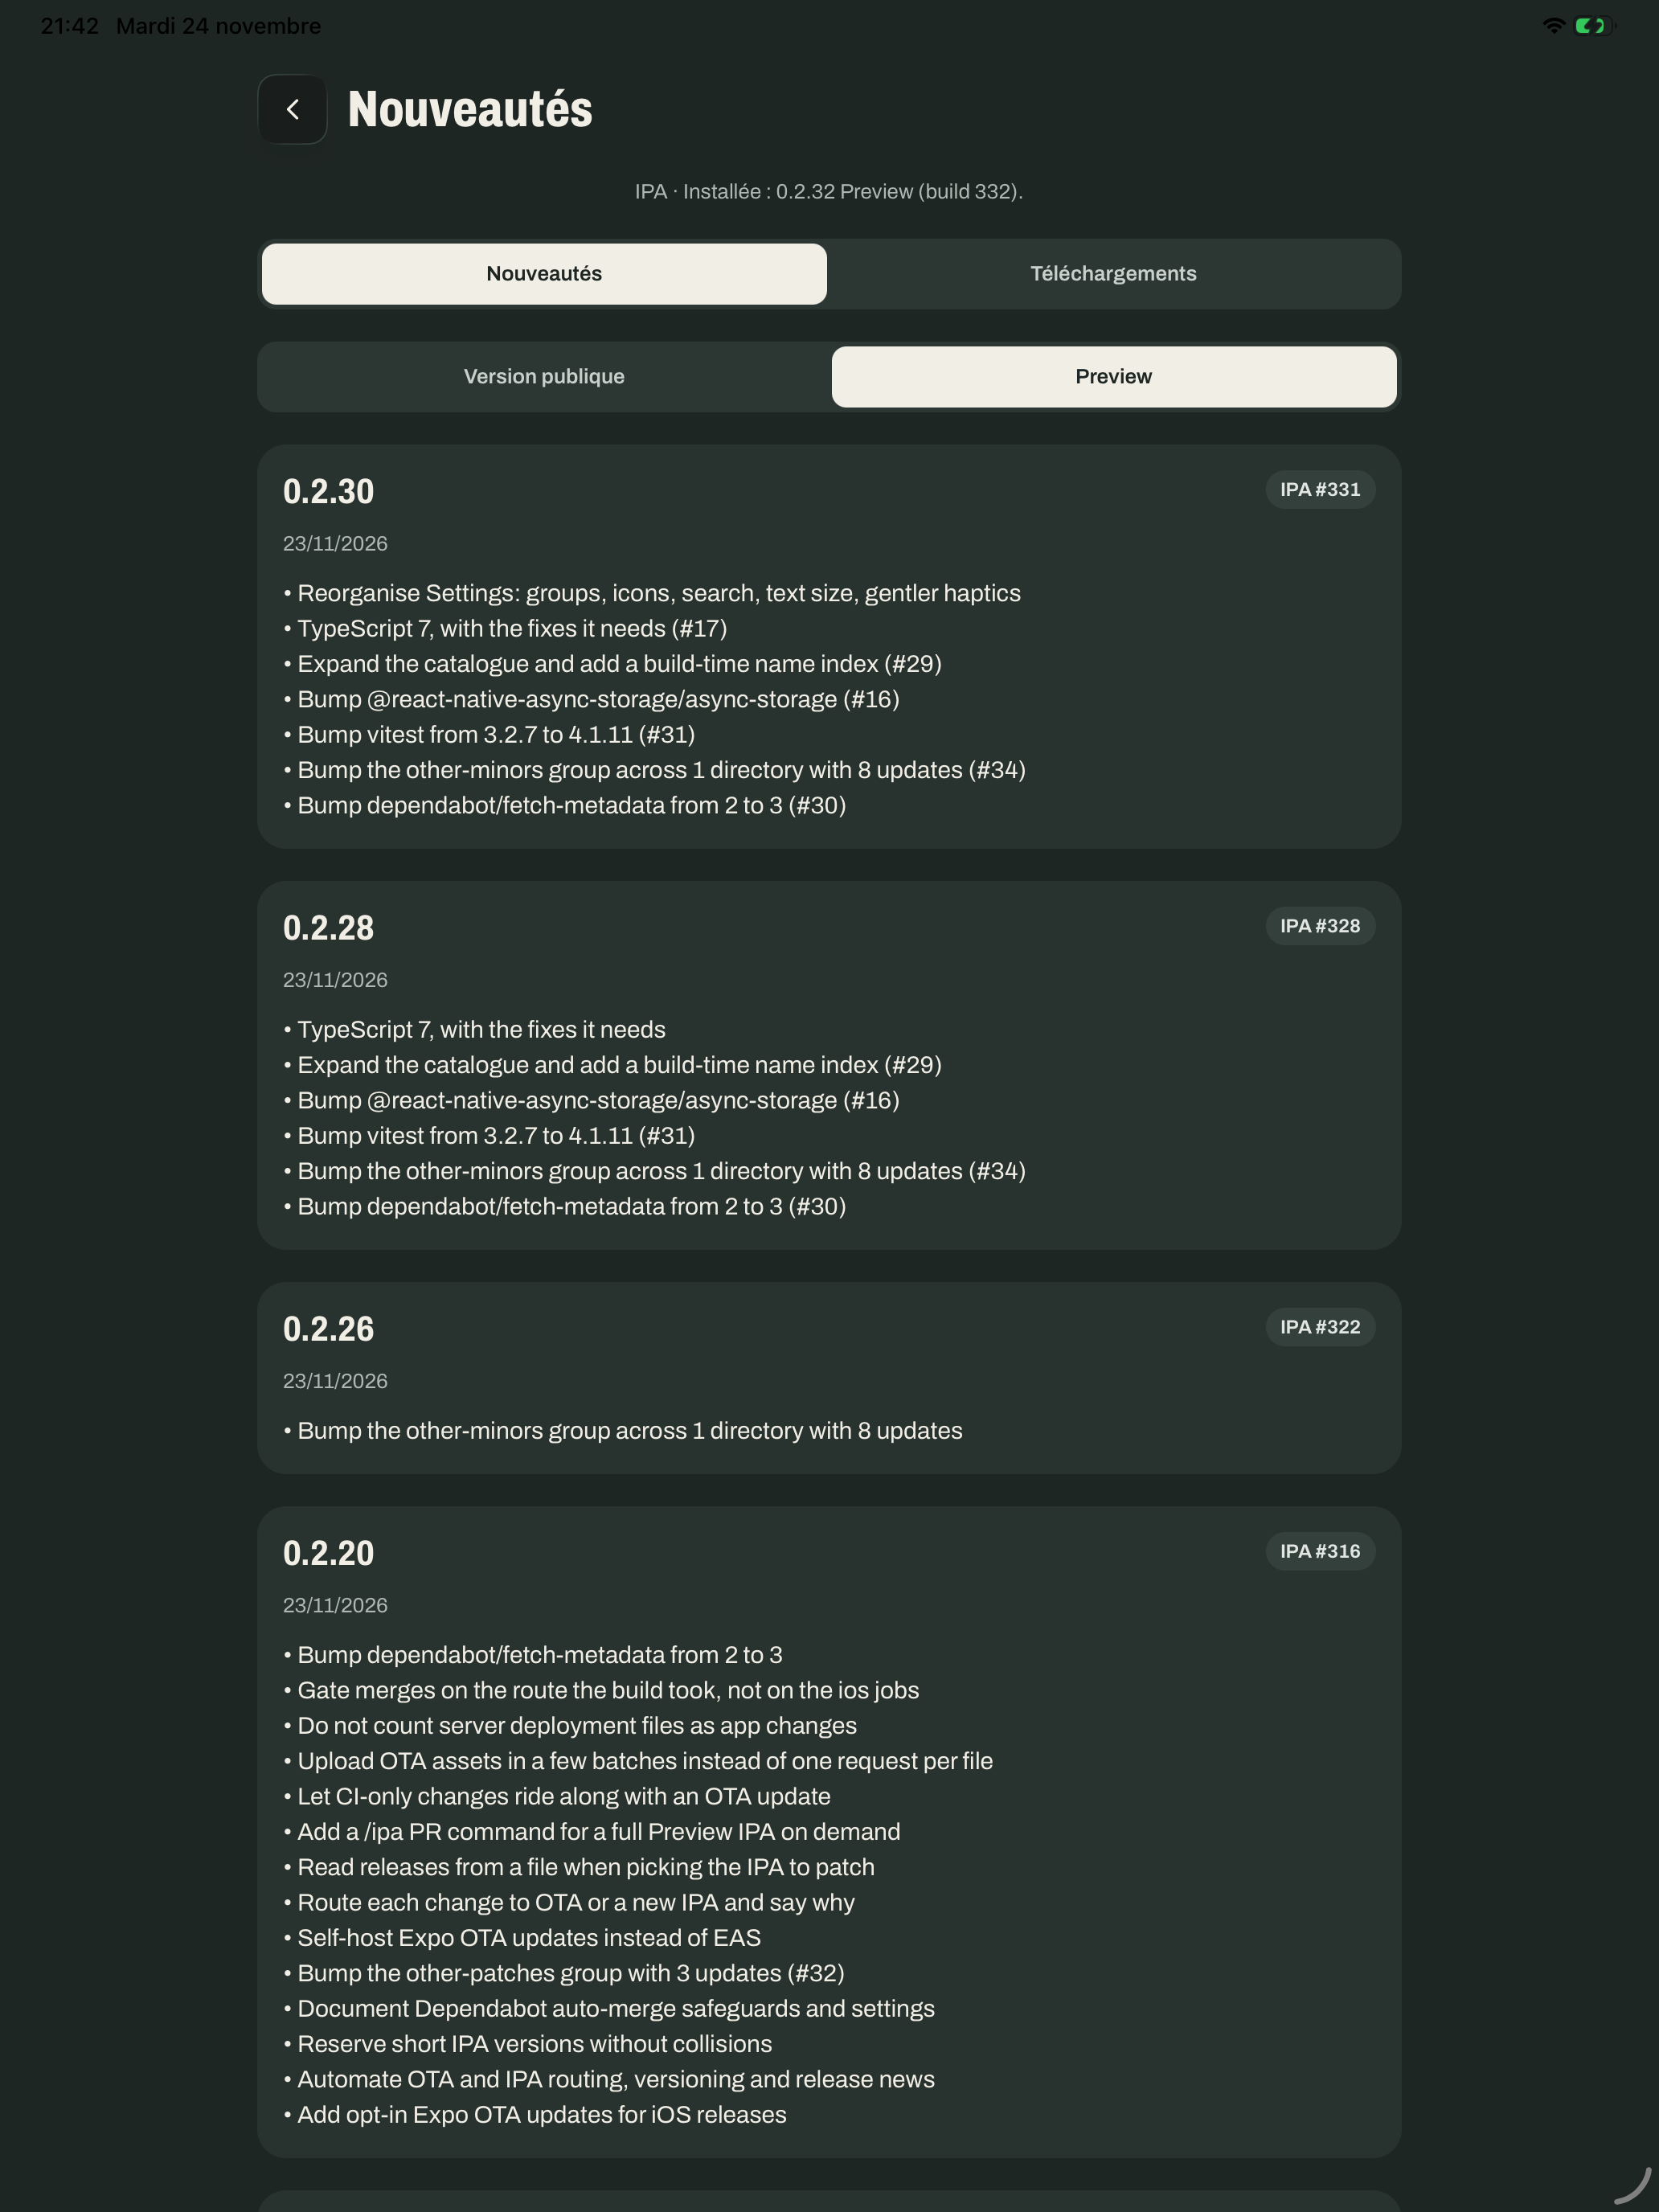 21:42 Mardi 24 novembre
Nouveautés
IPA · Installée : 0.2.32 Preview (build 332).
Nouveautés
Téléchargements
Version publique
Preview
0.2.30
IPA #331
23/11/2026
• Reorganise Settings: groups, icons, search, text size, gentler haptics
• TypeScript 7, with the fixes it needs (#17)
• Expand the catalogue and add a build-time name index (#29)
• Bump @react-native-async-storage/async-storage (#16)
• Bump vitest from 3.2.7 to 4.1.11 (#31)
• Bump the other-minors group across 1 directory with 8 updates (#34)
• Bump dependabot/fetch-metadata from 2 to 3 (#30)
0.2.28
IPA #328
23/11/2026
• TypeScript 7, with the fixes it needs
• Expand the catalogue and add a build-time name index (#29)
• Bump @react-native-async-storage/async-storage (#16)
• Bump vitest from 3.2.7 to 4.1.11 (#31)
• Bump the other-minors group across 1 directory with 8 updates (#34)
• Bump dependabot/fetch-metadata from 2 to 3 (#30)
0.2.26
IPA #322
23/11/2026
• Bump the other-minors group across 1 directory with 8 updates
0.2.20
IPA #316
23/11/2026
• Bump dependabot/fetch-metadata from 2 to 3
• Gate merges on the route the build took, not on the ios jobs
• Do not count server deployment files as app changes
• Upload OTA assets in a few batches instead of one request per file
• Let CI-only changes ride along with an OTA update
• Add a /ipa PR command for a full Preview IPA on demand
• Read releases from a file when picking the IPA to patch
• Route each change to OTA or a new IPA and say why
• Self-host Expo OTA updates instead of EAS
• Bump the other-patches group with 3 updates (#32)
• Document Dependabot auto-merge safeguards and settings
• Reserve short IPA versions without collisions
• Automate OTA and IPA routing, versioning and release news
• Add opt-in Expo OTA updates for iOS releases